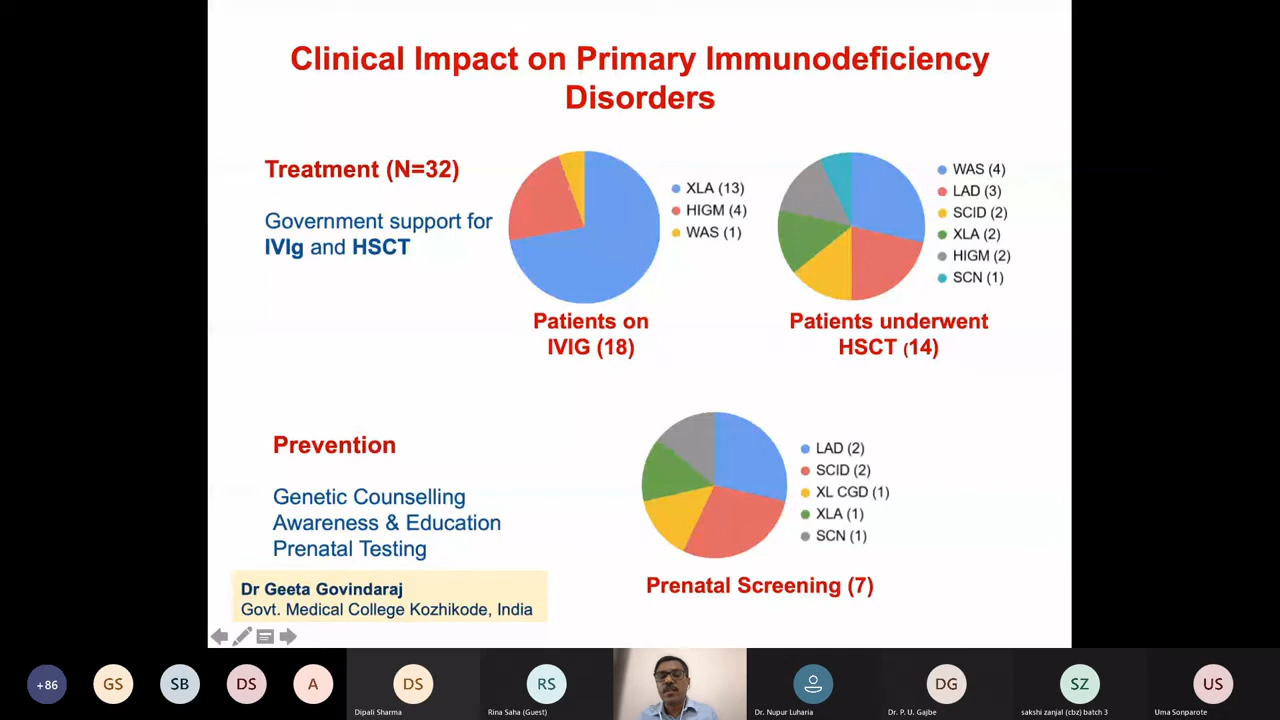 Clinical Impact on Primary Immunodeficiency
Disorders
Treatment (N=32)
Government support for
IVIg and HSCT
XLA (13)
HIGM (4)
WAS (1)
Patients on
IVIG (18)
WAS (4)
LAD (3)
SCID (2)
XLA (2)
HIGM (2)
SCN (1)
Patients underwent
HSCT (14)
Prevention
Genetic Counselling
Awareness & Education
Prenatal Testing
LAD (2)
SCID (2)
XL CGD (1)
XLA (1)
SCN (1)
Prenatal Screening (7)
Dr Geeta Govindaraj
Govt. Medical College Kozhikode, India
+86
GS
SB
DS
A
DS
Dipali Sharma
RS
Rina Saha (Guest)
Dr. Nupur Luharia
DG
Dr. P. U. Gajbe
SZ
sakshi zanjal (cbz) batch 3
US
Uma Sonparote